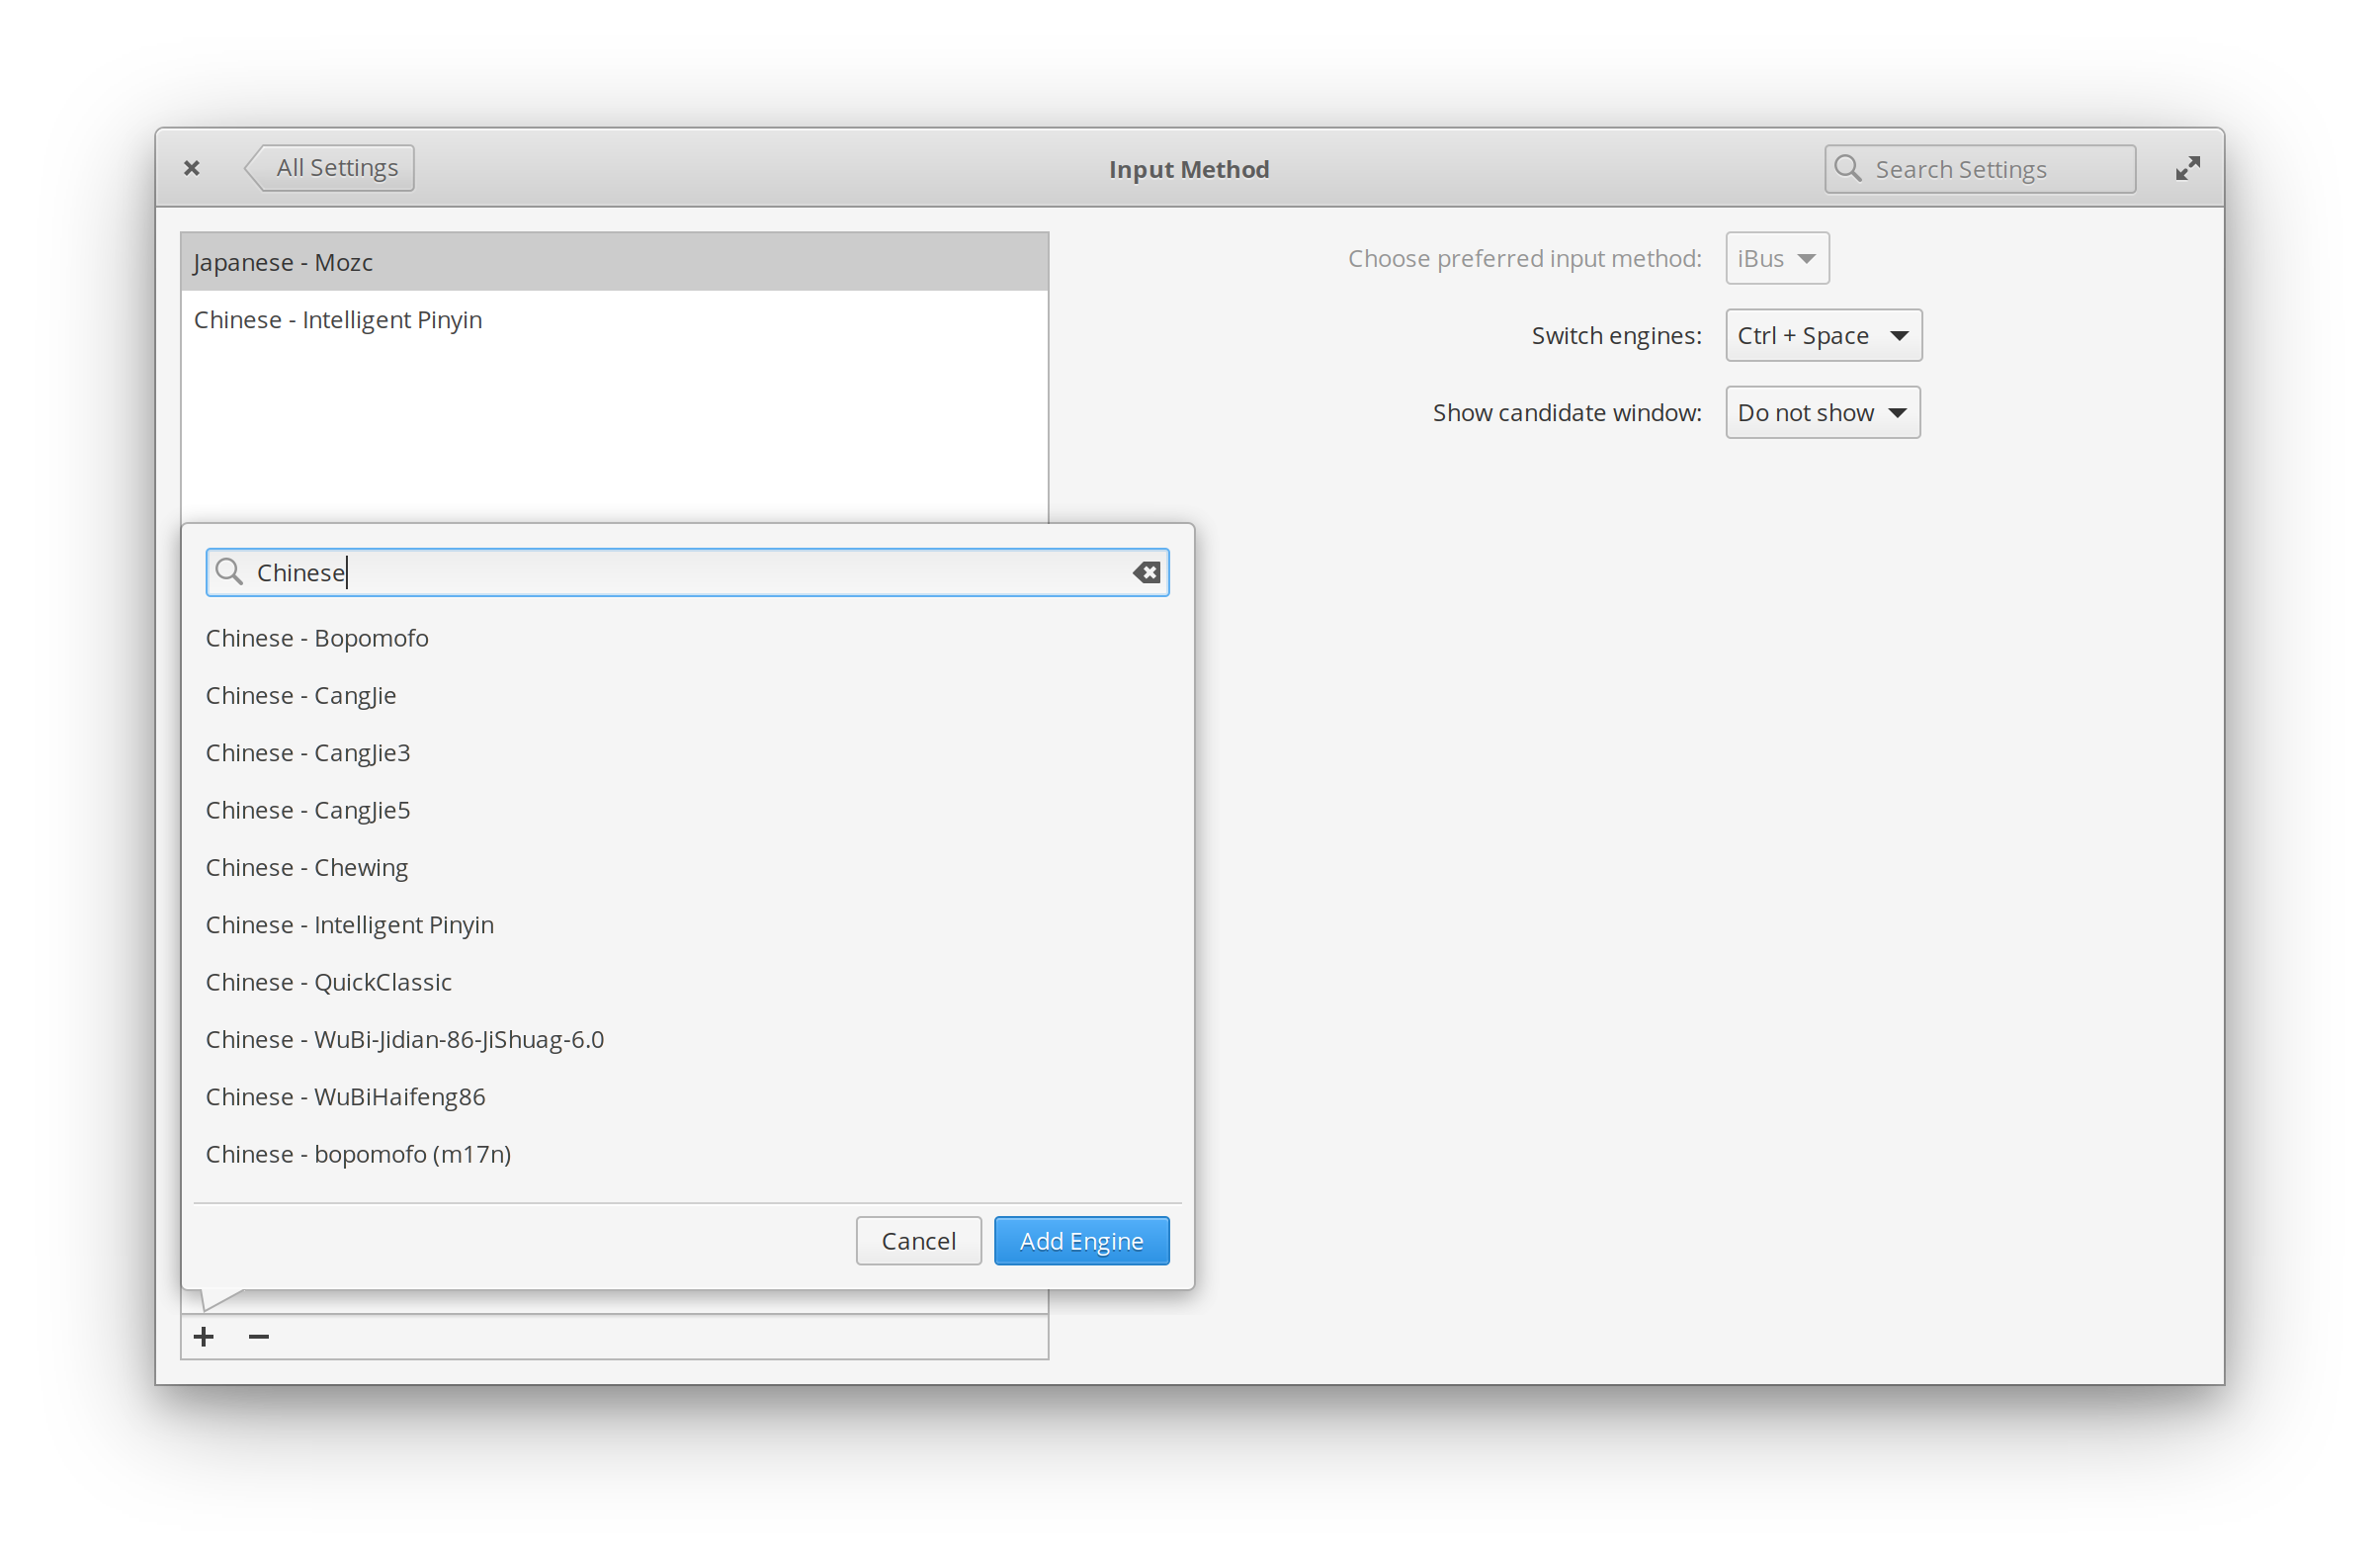 All Settings
Input Method
Search Settings
Japanese - Mozc
Chinese - Intelligent Pinyin
Choose preferred input method: iBus
Switch engines: Ctrl + Space
Show candidate window: Do not show
Chinese
Chinese - Bopomofo
Chinese - CangJie
Chinese - CangJie3
Chinese - CangJie5
Chinese - Chewing
Chinese - Intelligent Pinyin
Chinese - QuickClassic
Chinese - WuBi-Jidian-86-JiShuag-6.0
Chinese - WuBiHaifeng86
Chinese - bopomofo (m17n)
Cancel
Add Engine